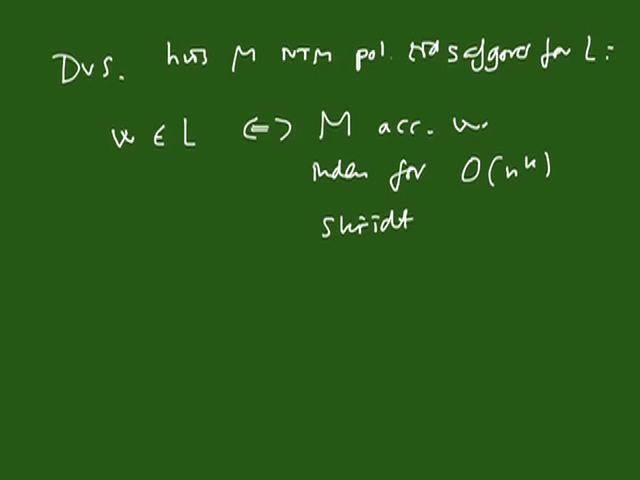 Dvs. hvis M NTM pol. tidsafgører for L:
w ∈ L ⇔ M acc. w.
inden for O(n^k)
skridt